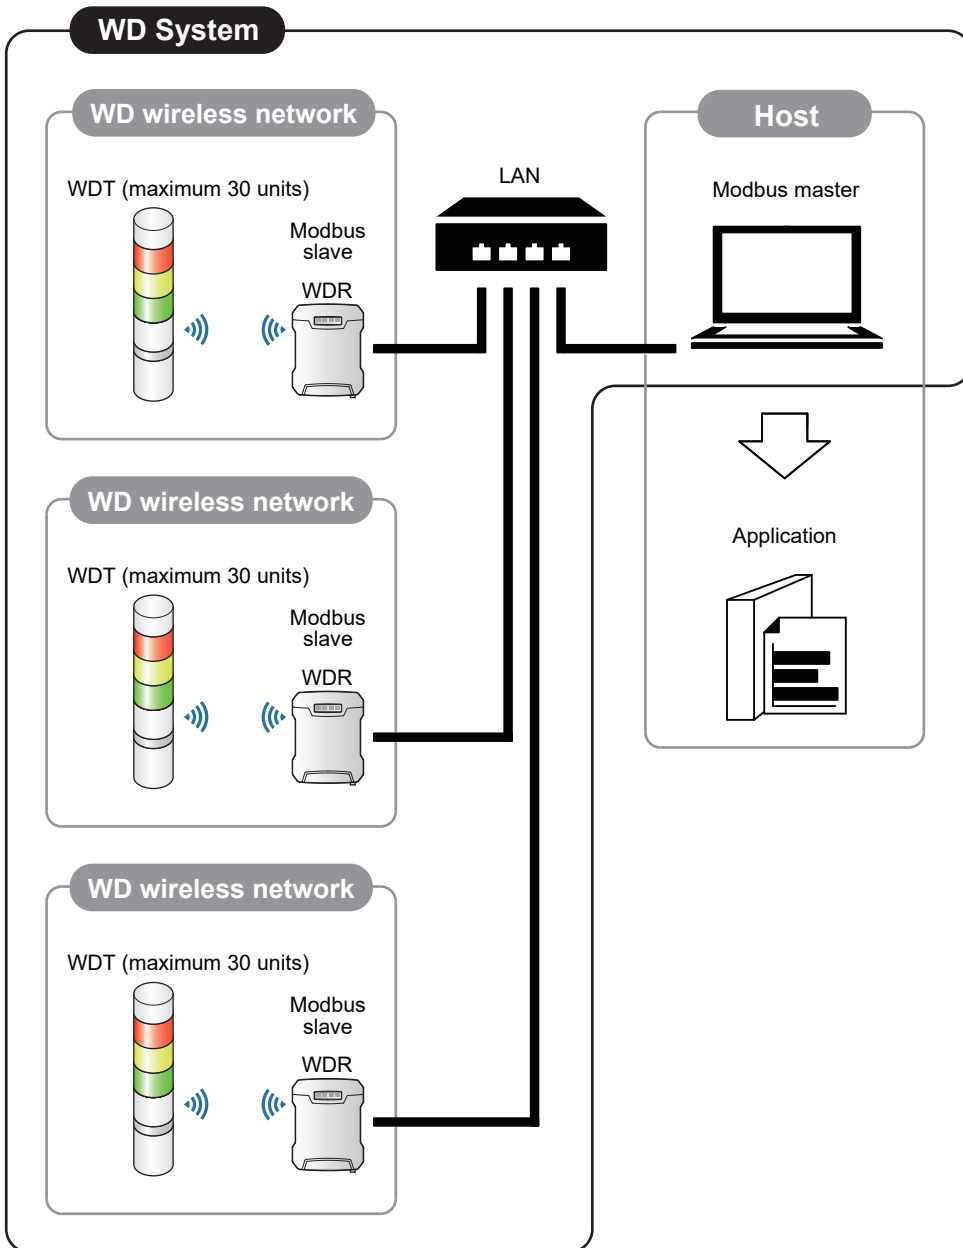 WD System
WD wireless network
WDT (maximum 30 units)
Modbus
slave
WDR
LAN
Host
Modbus master
Application
WD wireless network
WDT (maximum 30 units)
Modbus
slave
WDR
WD wireless network
WDT (maximum 30 units)
Modbus
slave
WDR